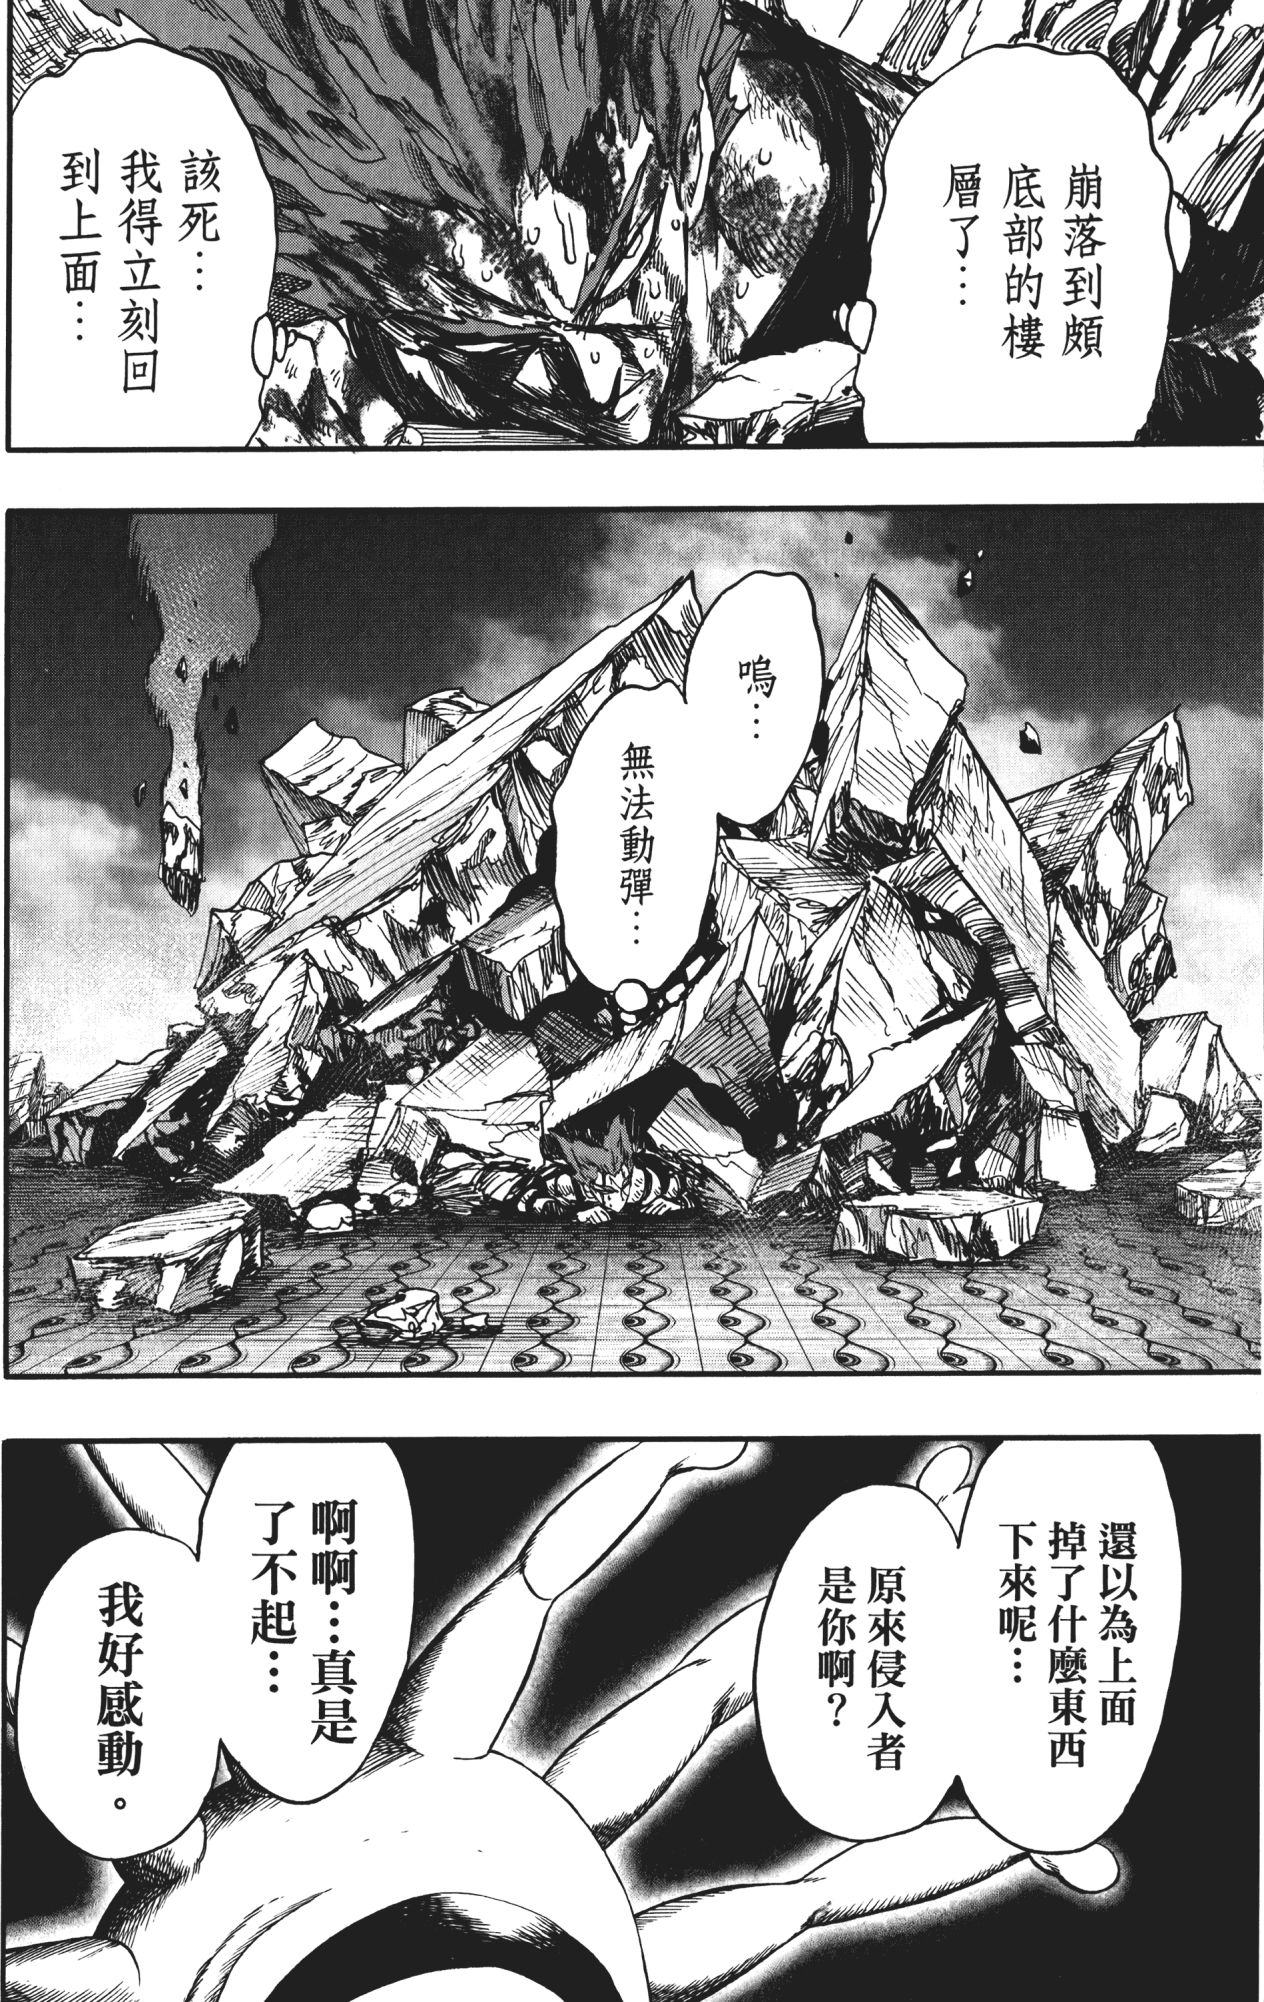 崩落到頗
底部的樓
層了…
該死…
我得立刻回
到上面…
嗚…
無法動彈…
還以為上面
掉了什麼東西
下來呢…
原來侵入者
是你啊？
啊啊…真是
了不起…
我好感動。